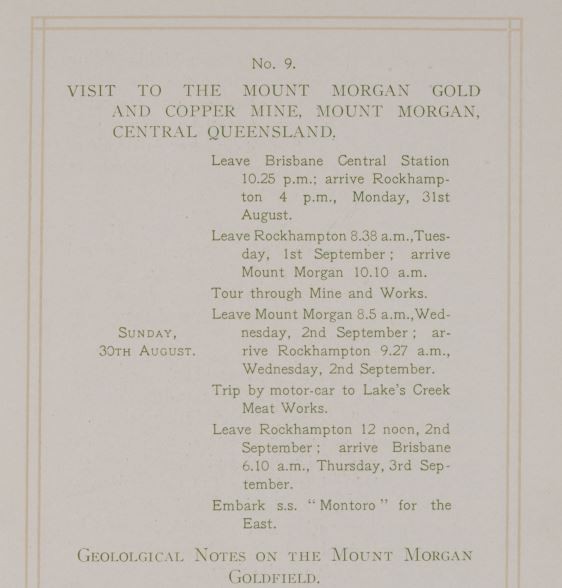 No. 9.
VISIT TO THE MOUNT MORGAN GOLD
AND COPPER MINE, MOUNT MORGAN,
CENTRAL QUEENSLAND.
Leave Brisbane Central Station
10.25 p.m.; arrive Rockhamp-
ton 4 p.m., Monday, 31st
August.
Leave Rockhampton 8.38 a.m.,Tues-
day, 1st September; arrive
Mount Morgan 10.10 a.m.
Tour through Mine and Works.
Leave Mount Morgan 8.5 a.m.,Wed-
SUNDAY,
30TH AUGUST.
nesday, 2nd September; ar-
rive Rockhampton 9.27 a.m.,
Wednesday, 2nd September.
Trip by motor-car to Lake's Creek
Meat Works.
Leave Rockhampton 12 noon, 2nd
September; arrive Brisbane
6.10 a.m., Thursday, 3rd Sep-
tember.
Embark s.s. "Montoro" for the
East.
GEOLOLGICAL NOTES ON THE MOUNT MORGAN
GOLDFIELD.